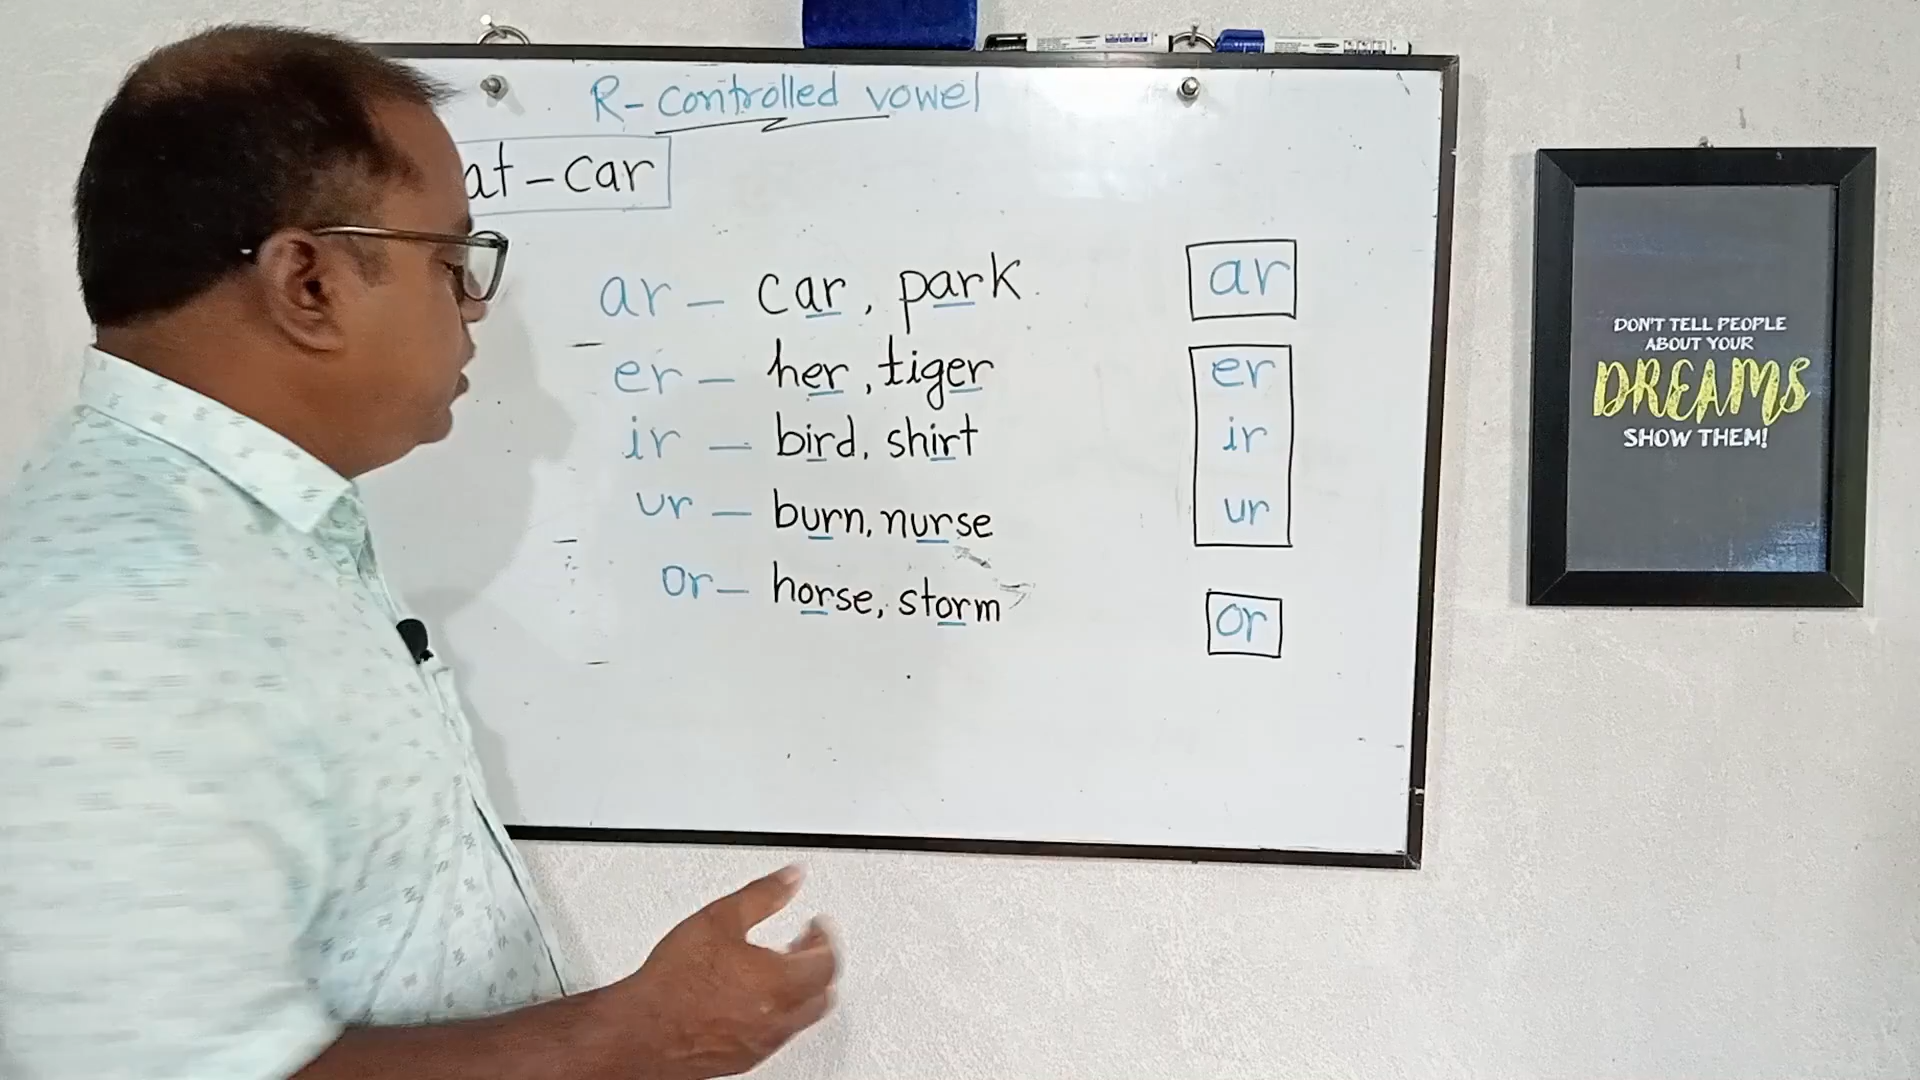 R-controlled vowel
at - car
ar - car, park
er - her, tiger
ir - bird, shirt
ur - burn, nurse
or - horse, storm
ar
er
ir
ur
or
DON'T TELL PEOPLE
ABOUT YOUR
DREAMS
SHOW THEM!